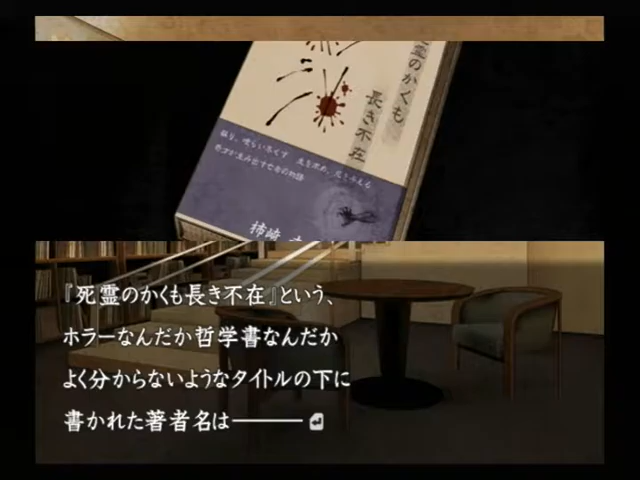 霊のかくも
長き不在
柿崎
『死霊のかくも長き不在』という、
ホラーなんだか哲学書なんだか
よく分からないようなタイトルの下に
書かれた著者名は────